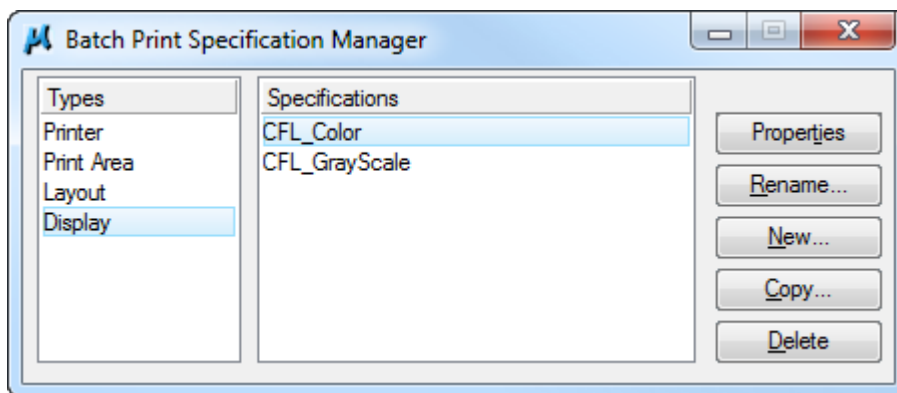 Batch Print Specification Manager
Types
Printer
Print Area
Layout
Display
Specifications
CFL_Color
CFL_GrayScale
Properties
Rename...
New...
Copy...
Delete